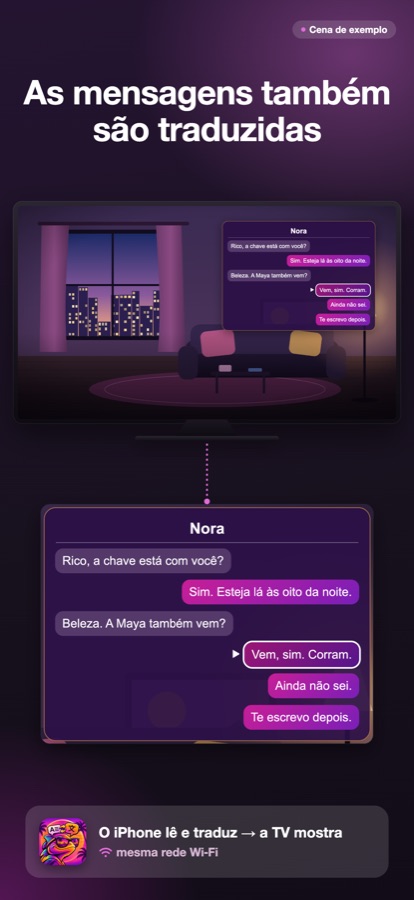 Cena de exemplo
As mensagens também
são traduzidas
Nora
Rico, a chave está com você?
Sim. Esteja lá às oito da noite.
Beleza. A Maya também vem?
Vem, sim. Corram.
Ainda não sei.
Te escrevo depois.
Nora
Rico, a chave está com você?
Sim. Esteja lá às oito da noite.
Beleza. A Maya também vem?
Vem, sim. Corram.
Ainda não sei.
Te escrevo depois.
O iPhone lê e traduz → a TV mostra
mesma rede Wi-Fi